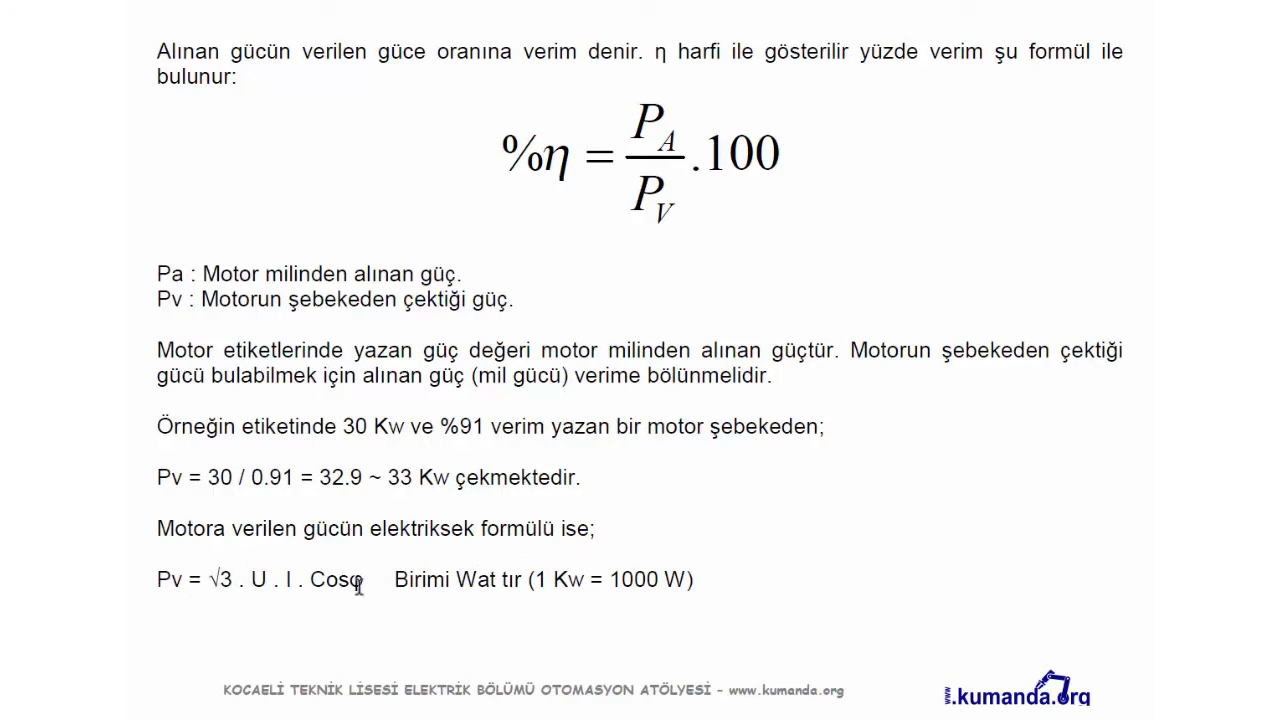 Alınan gücün verilen güce oranına verim denir. η harfi ile gösterilir yüzde verim şu formül ile
bulunur:
%η = P_A / P_V .100
Pa : Motor milinden alınan güç.
Pv : Motorun şebekeden çektiği güç.
Motor etiketlerinde yazan güç değeri motor milinden alınan güçtür. Motorun şebekeden çektiği
gücü bulabilmek için alınan güç (mil gücü) verime bölünmelidir.
Örneğin etiketinde 30 Kw ve %91 verim yazan bir motor şebekeden;
Pv = 30 / 0.91 = 32.9 ~ 33 Kw çekmektedir.
Motora verilen gücün elektriksek formülü ise;
Pv = √3 . U . I . Cosφ Birimi Wat tır (1 Kw = 1000 W)
KOCAELİ TEKNİK LİSESİ ELEKTRİK BÖLÜMÜ OTOMASYON ATÖLYESİ - www.kumanda.org
www.kumanda.org